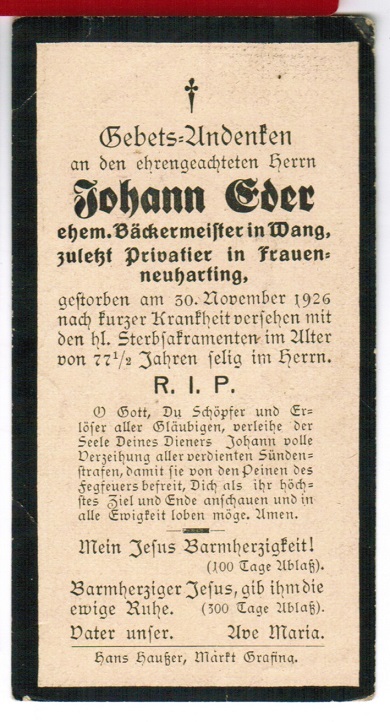 Gebets=Andenken
an den ehrengeachteten Herrn
Johann Eder
ehem. Bäckermeister in Wang,
zuletzt Privatier in Frauen=
neuharting,
gestorben am 30. November 1926
nach kurzer Krankheit versehen mit
den hl. Sterbsakramenten im Alter
von 77½ Jahren selig im Herrn.
R. I. P.
O Gott, Du Schöpfer und Er=
löser aller Gläubigen, verleihe der
Seele Deines Dieners Johann volle
Verzeihung aller verdienten Sünden=
strafen, damit sie von den Peinen des
Fegfeuers befreit, Dich als ihr höch=
stes Ziel und Ende anschauen und in
alle Ewigkeit loben möge. Amen.
Mein Jesus Barmherzigkeit!
(100 Tage Ablaß).
Barmherziger Jesus, gib ihm die
ewige Ruhe. (300 Tage Ablaß).
Vater unser. Ave Maria.
Hans Haußer, Markt Grafing.